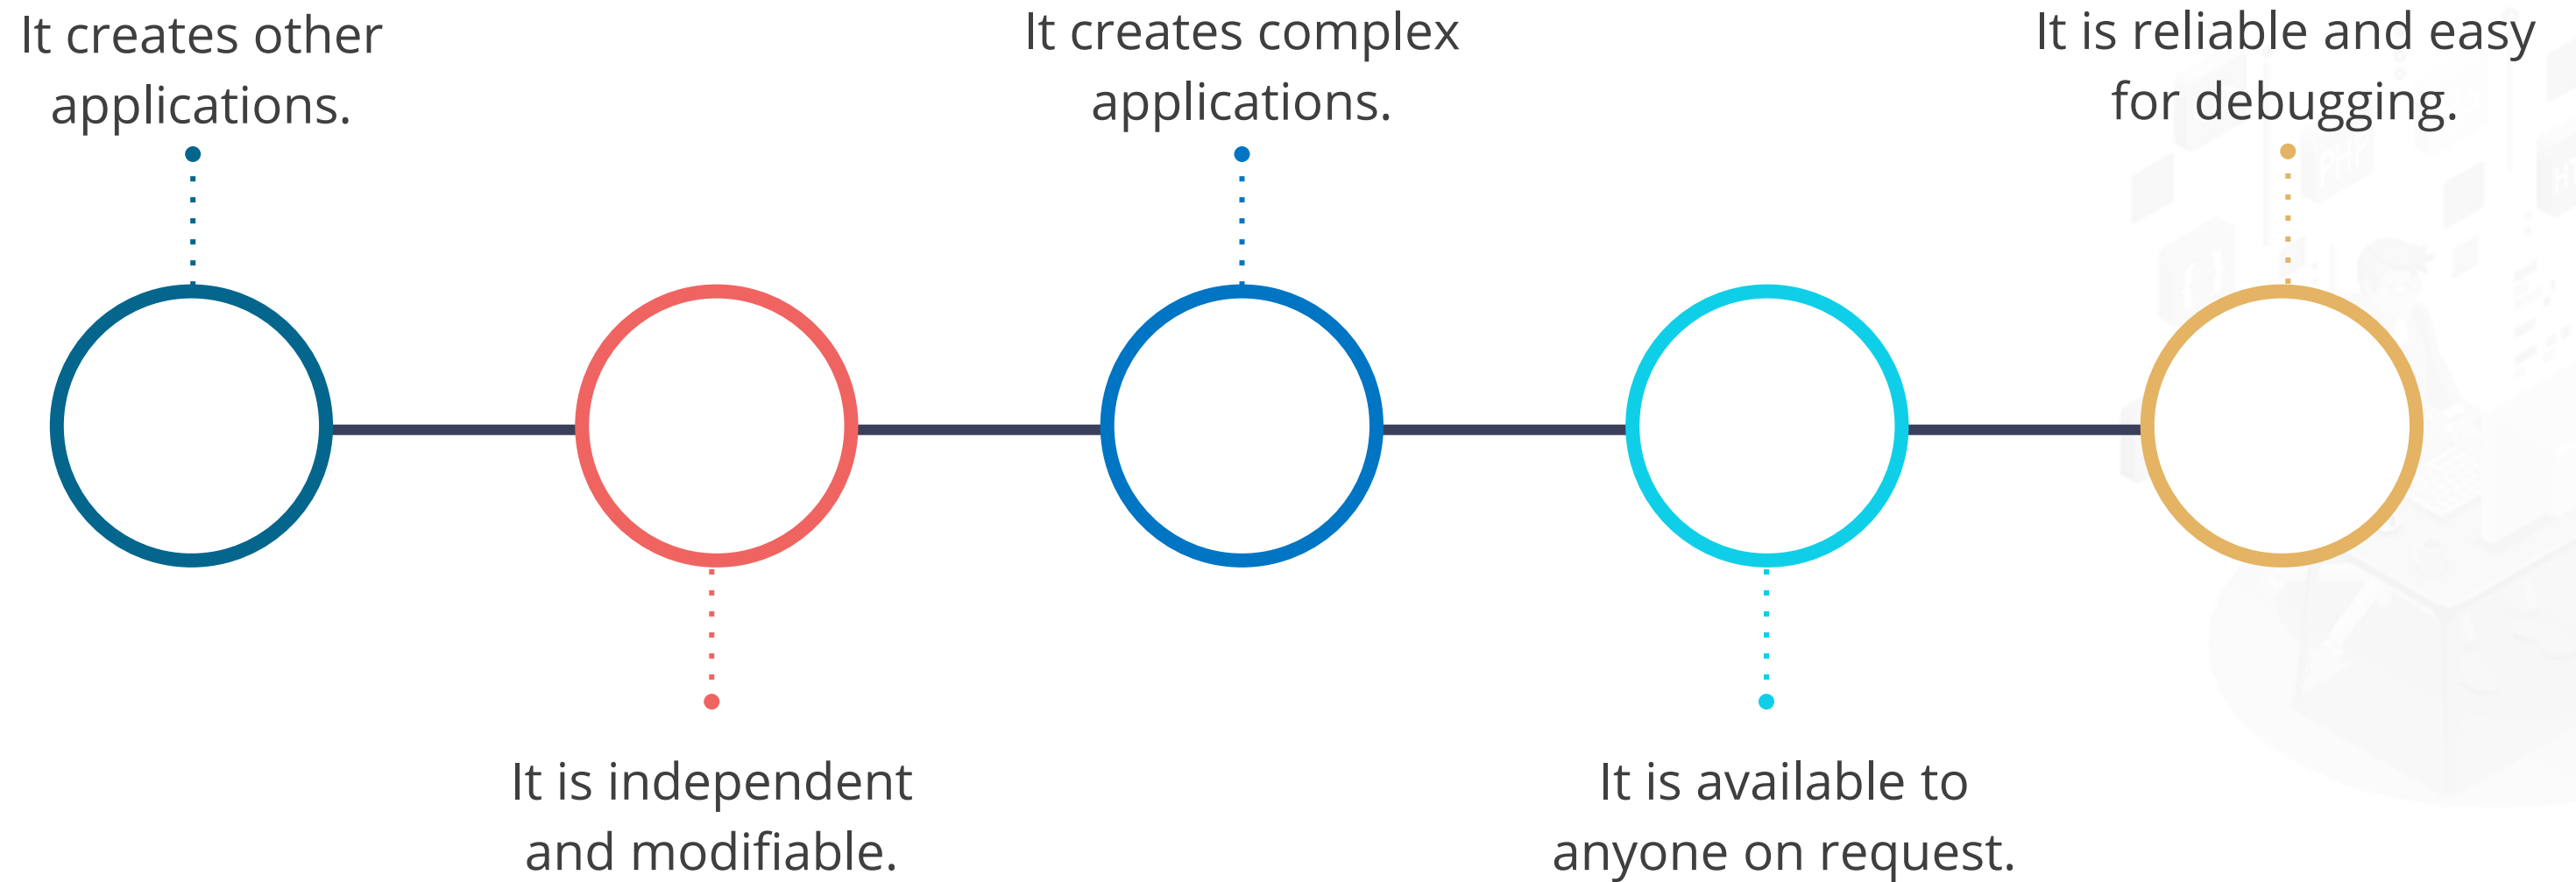 It creates other
applications.
It is independent
and modifiable.
It creates complex
applications.
It is available to
anyone on request.
It is reliable and easy
for debugging.
PHP